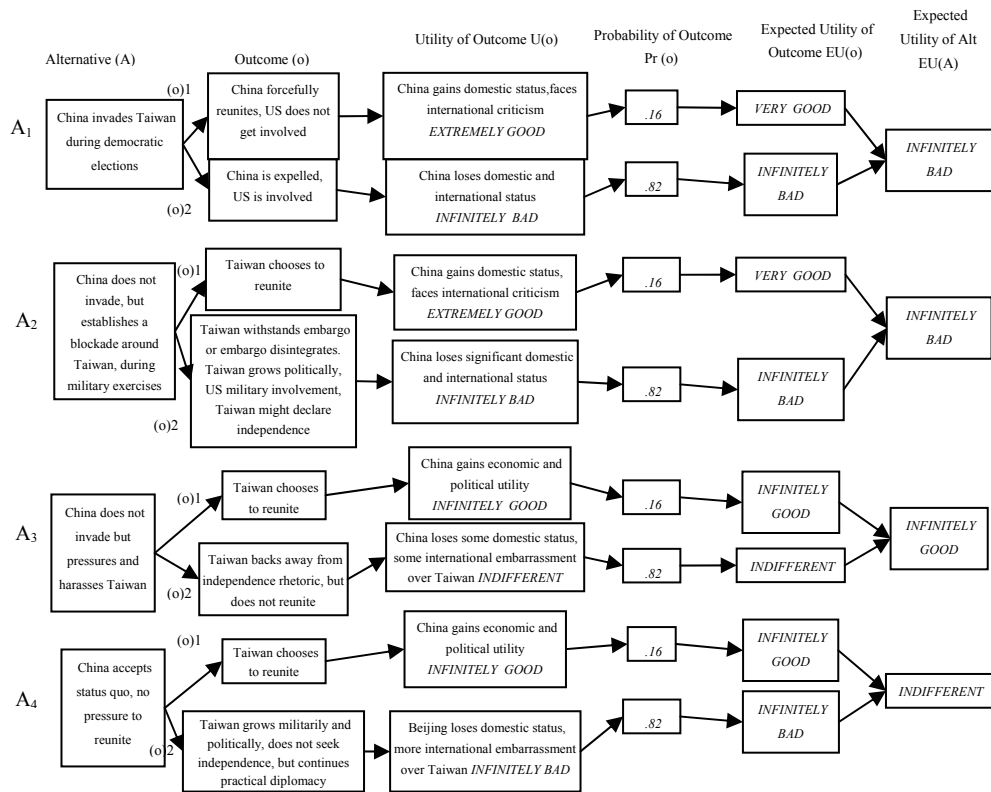 Alternative (A)
Outcome (o)
Utility of Outcome U(o)
Probability of Outcome
Pr (o)
Expected Utility of
Outcome EU(o)
Expected
Utility of Alt
EU(A)
A1
China invades Taiwan
during democratic
elections
(o)1
China forcefully
reunites, US does not
get involved
China gains domestic status,faces
international criticism
EXTREMELY GOOD
.16
VERY GOOD
(o)2
China is expelled,
US is involved
China loses domestic and
international status
INFINITELY BAD
.82
INFINITELY
BAD
INFINITELY
BAD
A2
China does not
invade, but
establishes a
blockade around
Taiwan, during
military exercises
(o)1
Taiwan chooses to
reunite
China gains domestic status,
faces international criticism
EXTREMELY GOOD
.16
VERY GOOD
(o)2
Taiwan withstands embargo
or embargo disintegrates.
Taiwan grows politically,
US military involvement,
Taiwan might declare
independence
China loses significant domestic
and international status
INFINITELY BAD
.82
INFINITELY
BAD
INFINITELY
BAD
A3
China does not
invade but
pressures and
harasses Taiwan
(o)1
Taiwan chooses
to reunite
China gains economic and
political utility
INFINITELY GOOD
.16
INFINITELY
GOOD
(o)2
Taiwan backs away from
independence rhetoric, but
does not reunite
China loses some domestic status,
some international embarrassment
over Taiwan INDIFFERENT
.82
INDIFFERENT
INFINITELY
GOOD
A4
China accepts
status quo, no
pressure to
reunite
(o)1
Taiwan chooses
to reunite
China gains economic and
political utility
INFINITELY GOOD
.16
INFINITELY
GOOD
(o)2
Taiwan grows militarily and
politically, does not seek
independence, but continues
practical diplomacy
Beijing loses domestic status,
more international embarrassment
over Taiwan INFINITELY BAD
.82
INFINITELY
BAD
INDIFFERENT